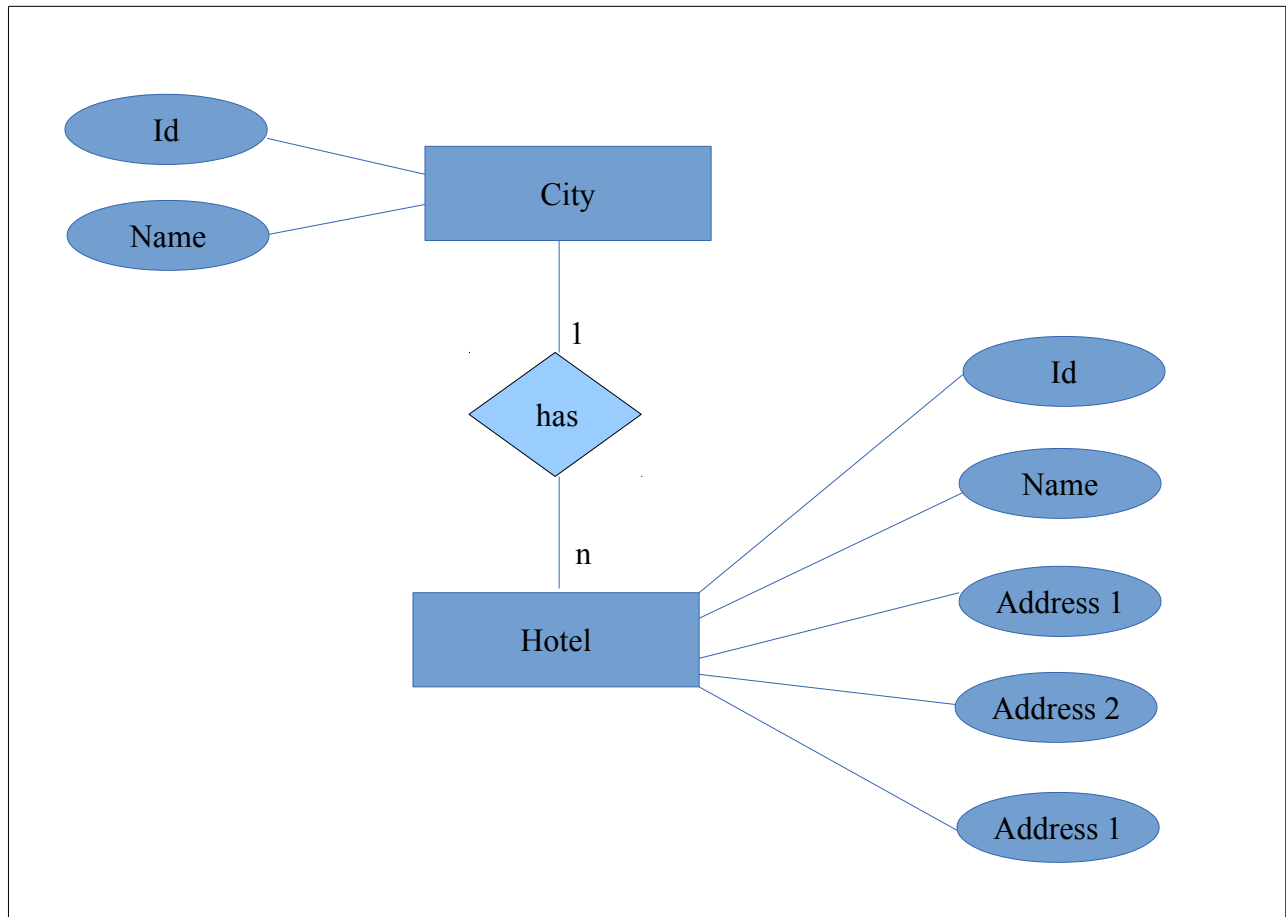 Id
City
Name
1
has
n
Hotel
Id
Name
Address 1
Address 2
Address 1